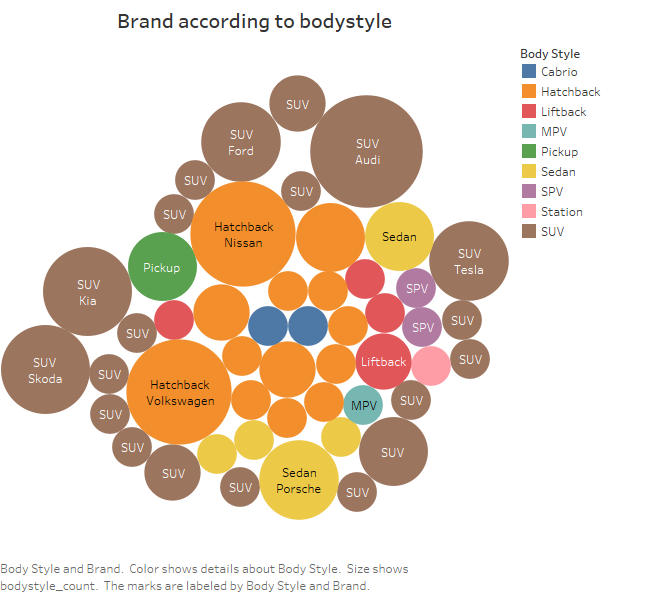 Brand according to bodystyle
Body Style
Cabrio
Hatchback
Liftback
MPV
Pickup
Sedan
SPV
Station
SUV
SUV
SUV
Ford
SUV
Audi
SUV
SUV
SUV
Hatchback
Nissan
Sedan
SUV
Tesla
Pickup
SUV
Kia
SPV
SPV
SUV
SUV
SUV
Skoda
SUV
Liftback
SUV
Hatchback
Volkswagen
MPV
SUV
SUV
SUV
SUV
SUV
SUV
Sedan
Porsche
SUV
Body Style and Brand.  Color shows details about Body Style.  Size shows
bodystyle_count.  The marks are labeled by Body Style and Brand.